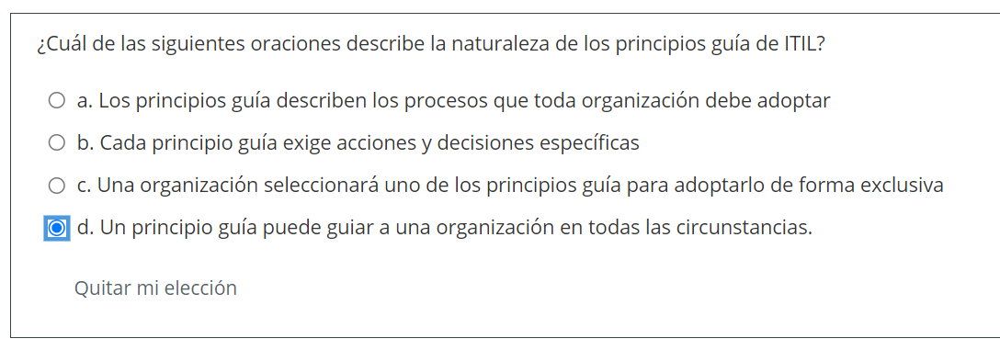 ¿Cuál de las siguientes oraciones describe la naturaleza de los principios guía de ITIL?
a. Los principios guía describen los procesos que toda organización debe adoptar
b. Cada principio guía exige acciones y decisiones específicas
c. Una organización seleccionará uno de los principios guía para adoptarlo de forma exclusiva
d. Un principio guía puede guiar a una organización en todas las circunstancias.
Quitar mi elección